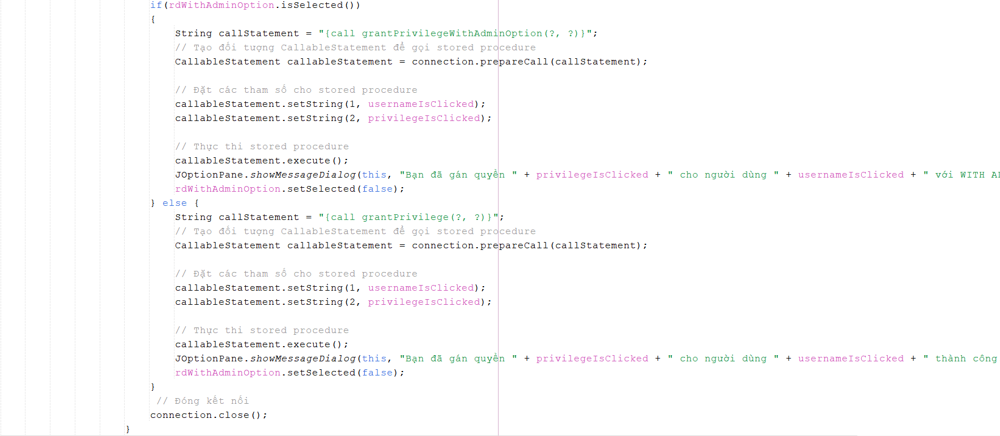 if(rdWithAdminOption.isSelected())
{
String callStatement = "{call grantPrivilegeWithAdminOption(?, ?)}";
// Tạo đối tượng CallableStatement để gọi stored procedure
CallableStatement callableStatement = connection.prepareCall(callStatement);
// Đặt các tham số cho stored procedure
callableStatement.setString(1, usernameIsClicked);
callableStatement.setString(2, privilegeIsClicked);
// Thực thi stored procedure
callableStatement.execute();
JOptionPane.showMessageDialog(this, "Bạn đã gán quyền " + privilegeIsClicked + " cho người dùng " + usernameIsClicked + " với WITH
rdWithAdminOption.setSelected(false);
} else {
String callStatement = "{call grantPrivilege(?, ?)}";
// Tạo đối tượng CallableStatement để gọi stored procedure
CallableStatement callableStatement = connection.prepareCall(callStatement);
// Đặt các tham số cho stored procedure
callableStatement.setString(1, usernameIsClicked);
callableStatement.setString(2, privilegeIsClicked);
// Thực thi stored procedure
callableStatement.execute();
JOptionPane.showMessageDialog(this, "Bạn đã gán quyền " + privilegeIsClicked + " cho người dùng " + usernameIsClicked + " thành công
rdWithAdminOption.setSelected(false);
}
// Đóng kết nối
connection.close();
}